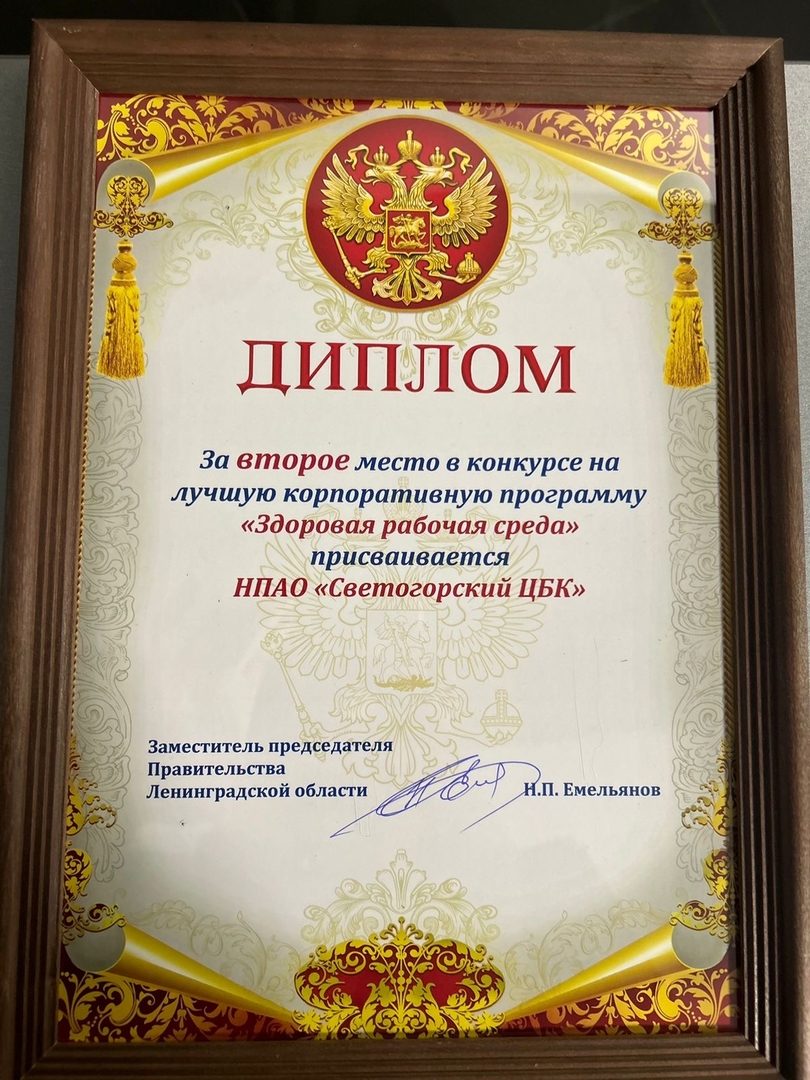 ДИПЛОМ
За второе место в конкурсе на
лучшую корпоративную программу
«Здоровая рабочая среда»
присваивается
НПАО «Светогорский ЦБК»
Заместитель председателя
Правительства
Ленинградской области Н.П. Емельянов